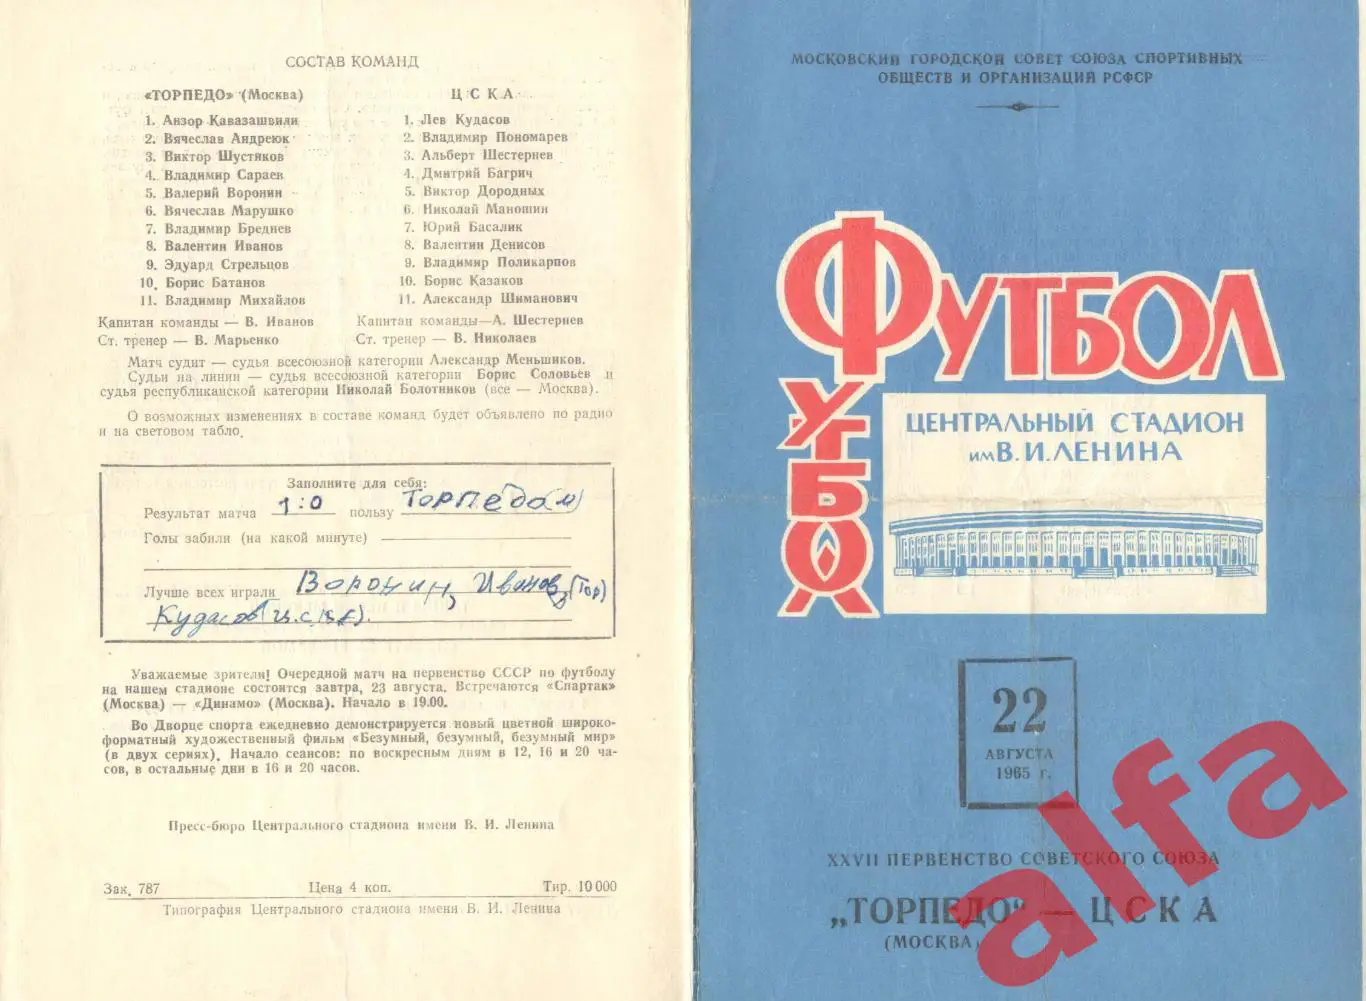 СОСТАВ КОМАНД
«ТОРПЕДО» (Москва)
1. Анзор Кавазашвили
2. Вячеслав Андреюк
3. Виктор Шустиков
4. Владимир Сараев
5. Валерий Воронин
6. Вячеслав Марушко
7. Владимир Бреднев
8. Валентин Иванов
9. Эдуард Стрельцов
10. Борис Батанов
11. Владимир Михайлов
Капитан команды — В. Иванов
Ст. тренер — В. Марьенко
ЦСКА
1. Лев Кудасов
2. Владимир Пономарев
3. Альберт Шестернев
4. Дмитрий Багрич
5. Виктор Дородных
6. Николай Маношин
7. Юрий Басалик
8. Валентин Денисов
9. Владимир Поликарпов
10. Борис Казаков
11. Александр Шиманович
Капитан команды—А. Шестернев
Ст. тренер — В. Николаев
Матч судит — судья всесоюзной категории Александр Меньшиков.
Судьи на линии — судья всесоюзной категории Борис Соловьев и
судья республиканской категории Николай Болотников (все — Москва).
О возможных изменениях в составе команд будет объявлено по радио
и на световом табло.
Заполните для себя:
Результат матча 1:0 пользу Торпедо(м)
Голы забили (на какой минуте)
Лучше всех играли Воронин, Иванов (Тор)
Кудасов (ц.с.к.а).
Уважаемые зрители! Очередной матч на первенство СССР по футболу
на нашем стадионе состоится завтра, 23 августа. Встречаются «Спартак»
(Москва) — «Динамо» (Москва). Начало в 19.00.
Во Дворце спорта ежедневно демонстрируется новый цветной широко-
форматный художественный фильм «Безумный, безумный, безумный мир»
(в двух сериях). Начало сеансов: по воскресным дням в 12, 16 и 20 ча-
сов, в остальные дни в 16 и 20 часов.
Пресс-бюро Центрального стадиона имени В. И. Ленина
Зак. 787 Цена 4 коп. Тир. 10 000
Типография Центрального стадиона имени В. И. Ленина
МОСКОВСКИЙ ГОРОДСКОЙ СОВЕТ СОЮЗА СПОРТИВНЫХ
ОБЩЕСТВ И ОРГАНИЗАЦИЙ РСФСР
ФУТБОЛ
ФУТБОЛ
ЦЕНТРАЛЬНЫЙ СТАДИОН
им В. И. ЛЕНИНА
22
АВГУСТА
1965 г.
XXVII ПЕРВЕНСТВО СОВЕТСКОГО СОЮЗА
„ТОРПЕДО“ — ЦСКА
(МОСКВА)
alfa